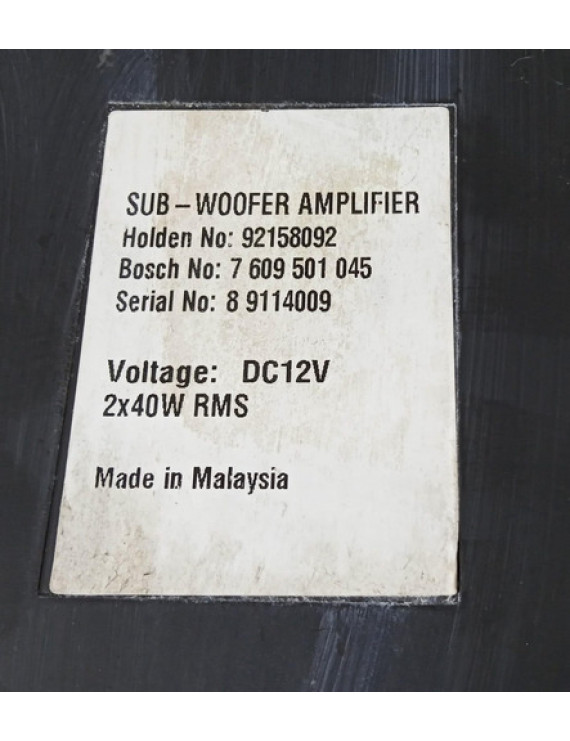 SUB – WOOFER AMPLIFIER
Holden No: 92158092
Bosch No: 7 609 501 045
Serial No: 8 9114009
Voltage: DC12V
2x40W RMS
Made in Malaysia